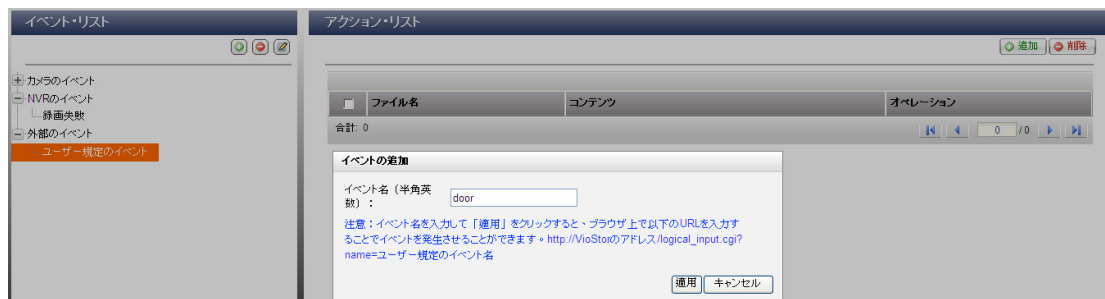 イベント・リスト
アクション・リスト
追加
削除
カメラのイベント
NVRのイベント
録画失敗
外部のイベント
ユーザー規定のイベント
ファイル名 コンテンツ オペレーション
合計: 0
0 / 0
イベントの追加
イベント名（半角英
数）：
door
注意：イベント名を入力して「適用」をクリックすると、ブラウザ上で以下のURLを入力す
ることでイベントを発生させることができます。http://VioStorのアドレス/logical_input.cgi?
name=ユーザー規定のイベント名
適用 キャンセル